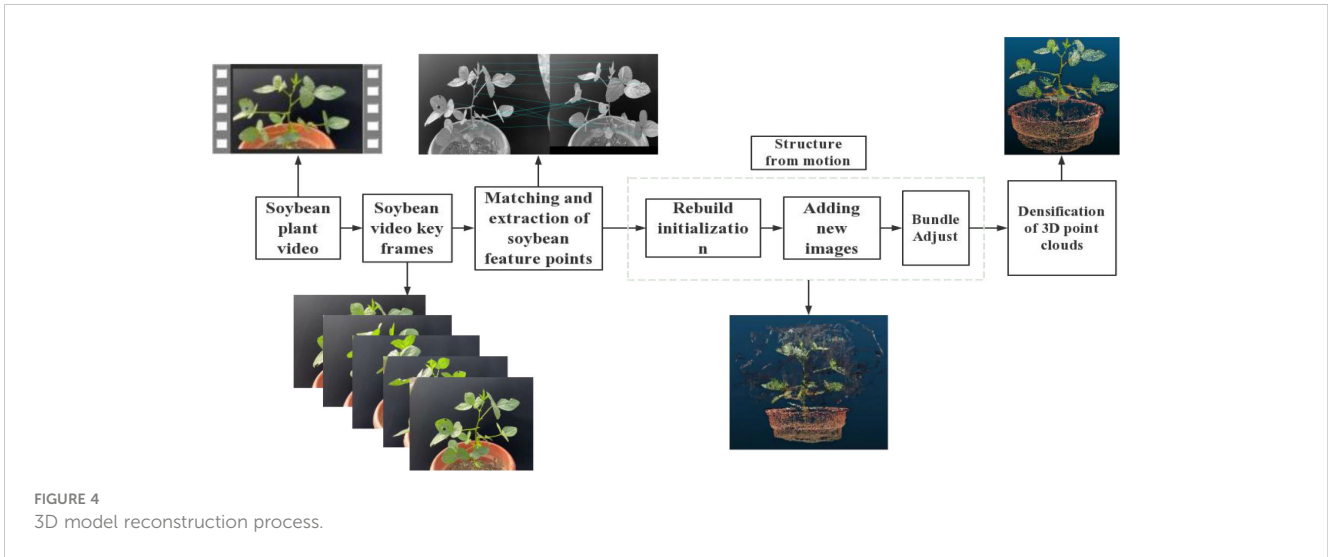 Structure
from motion
Soybean
plant
video
Soybean
video key
frames
Matching and
extraction of
soybean
feature points
Rebuild
initializatio
n
Adding
new
images
Bundle
Adjust
Densification
of 3D point
clouds
FIGURE 4
3D model reconstruction process.